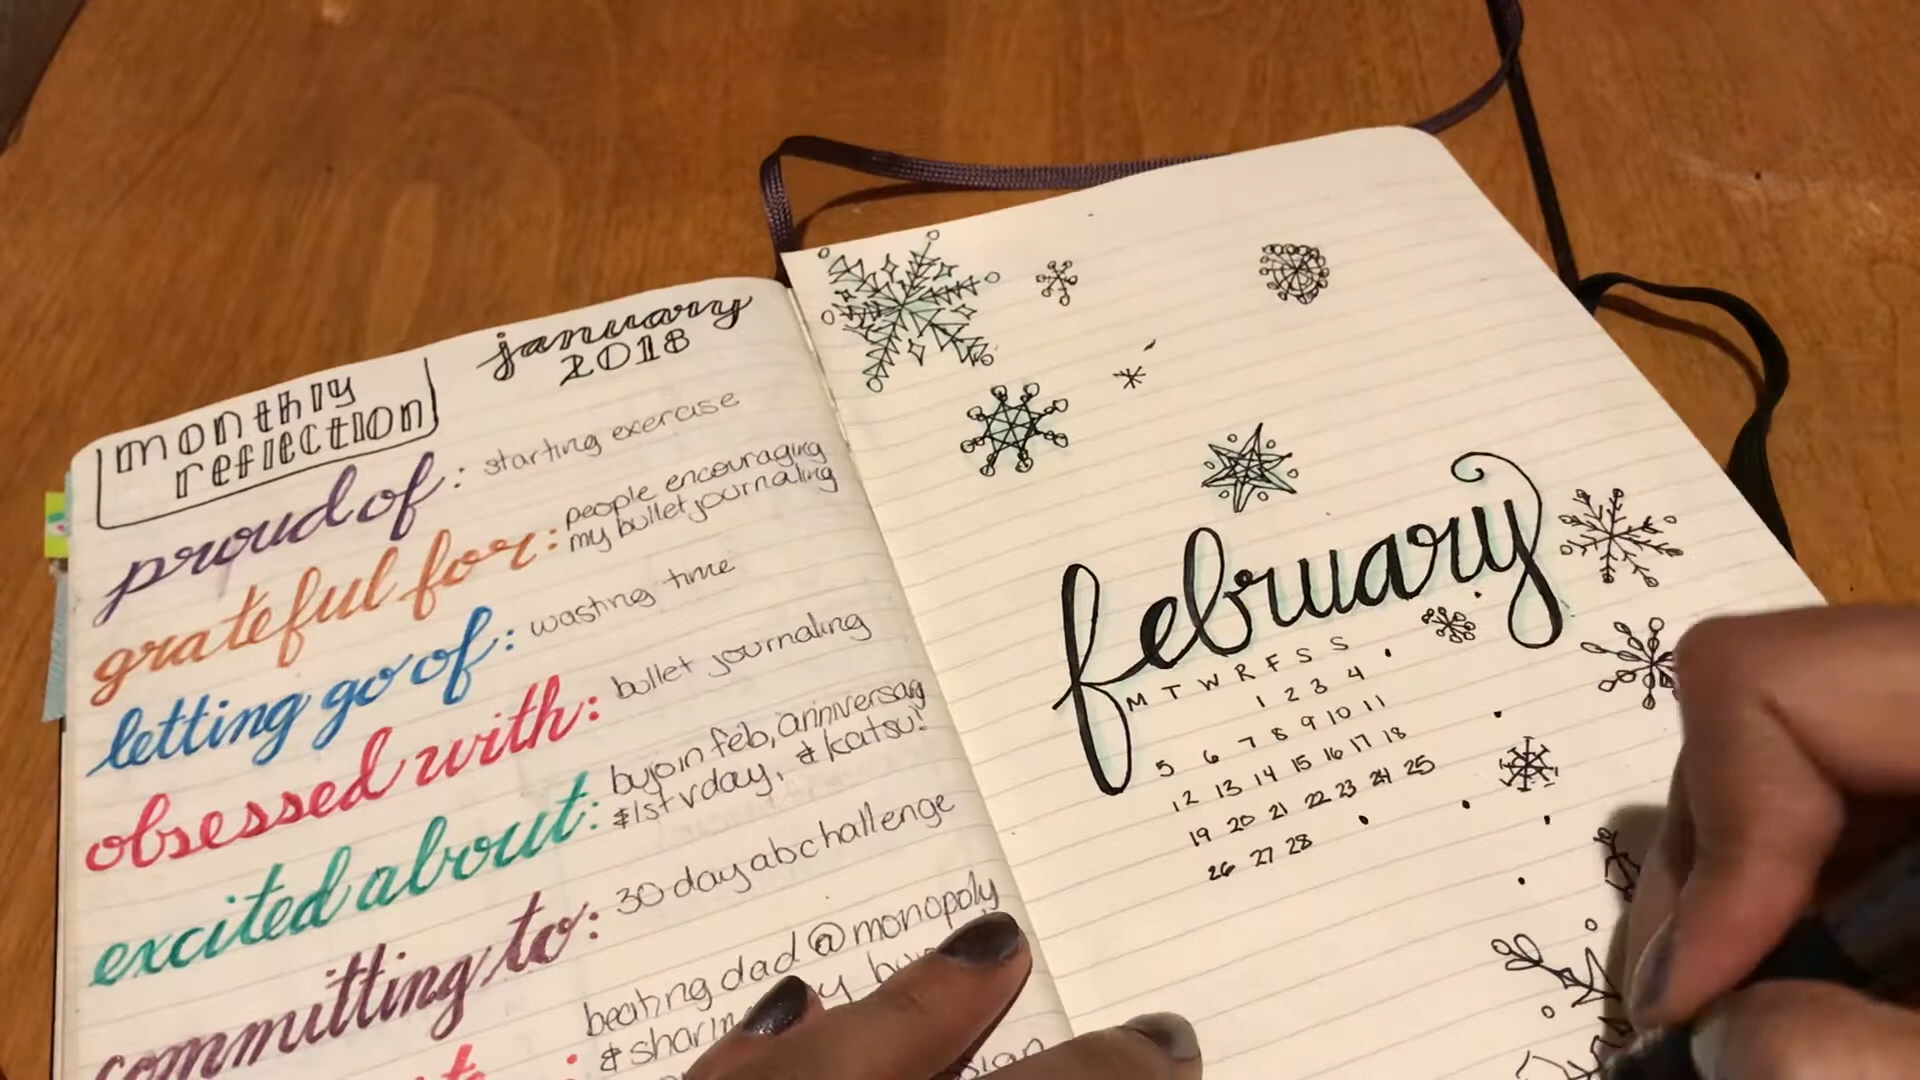 monthly
reflection
january
2018
proud of: starting exercise
grateful for: people encouraging
my bullet journaling
letting go of: wasting time
obsessed with: bullet journaling
excited about: bujo in feb, anniversary
& 1st vday, & katsu!
committing to: 30 day abc challenge
beating dad @ monopoly
february
M T W R F S S
1 2 3 4
5 6 7 8 9 10 11
12 13 14 15 16 17 18
19 20 21 22 23 24 25
26 27 28